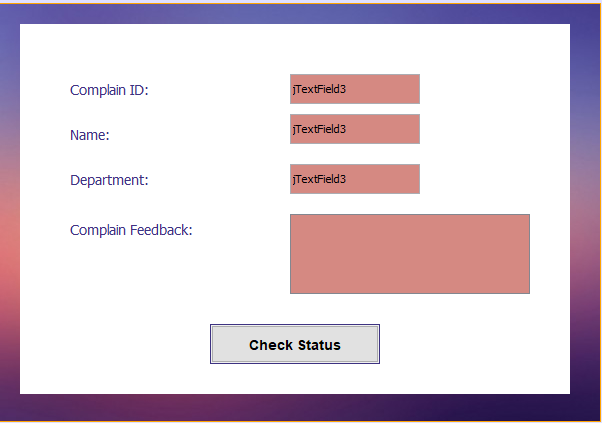 Complain ID:
jTextField3
Name:
jTextField3
Department:
jTextField3
Complain Feedback:
Check Status